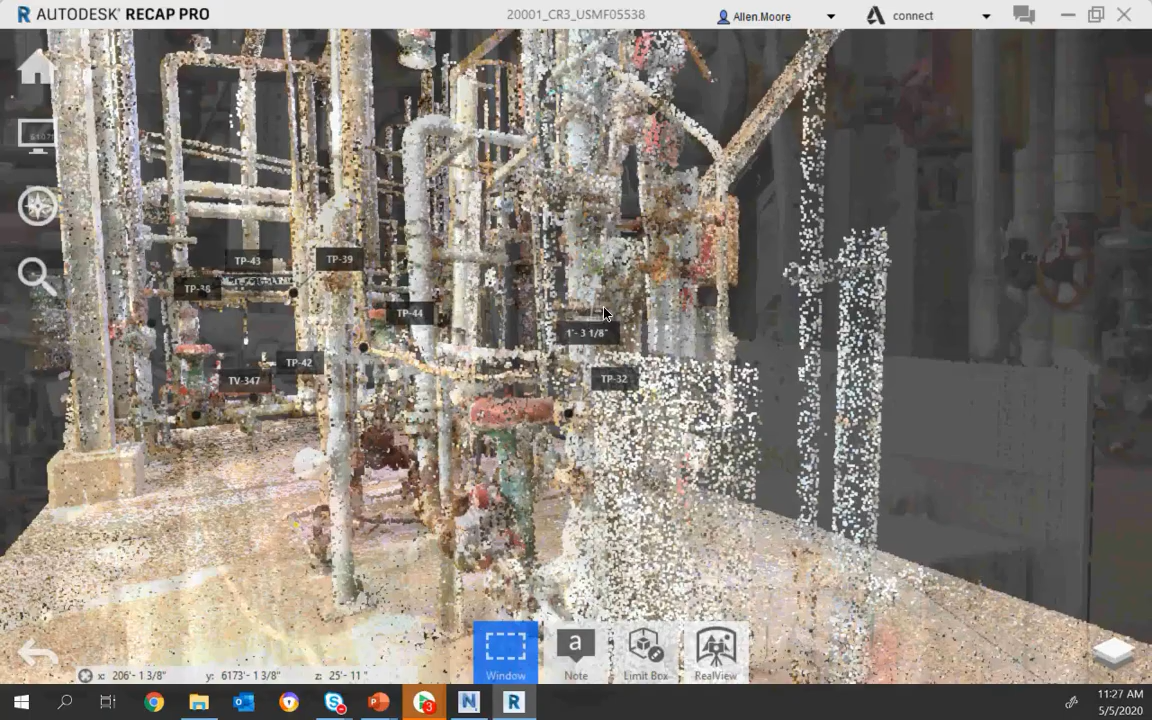 R AUTODESK® RECAP PRO
20001_CR3_USMF05538
Allen.Moore
connect
TP-43
TP-39
TP-44
1'- 3 1/8"
TP-42
TV-347
TP-32
Window
a
Note
Limit Box
RealView
x: 206'- 1 3/8"
y: 6173'- 1 3/8"
z: 25'- 11 "
3
N
R
11:27 AM
5/5/2020